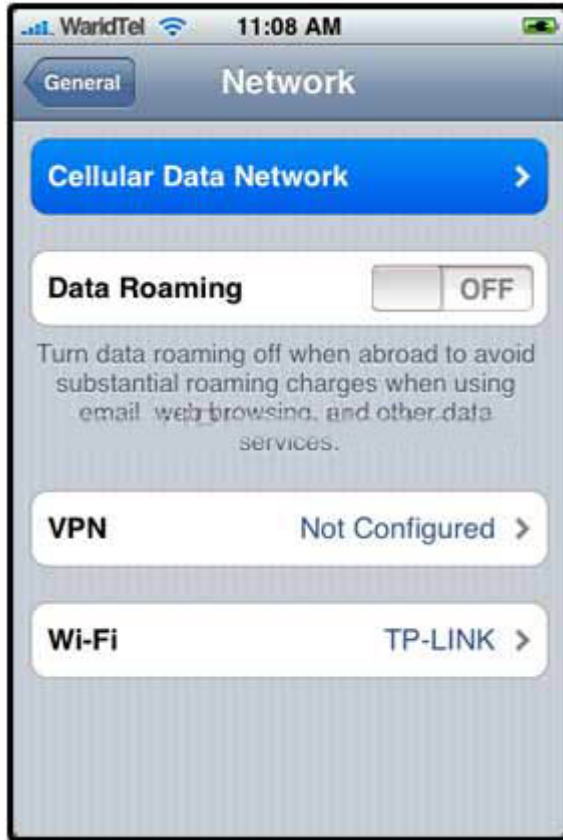 WaridTel 11:08 AM
General Network
Cellular Data Network
Data Roaming OFF
Turn data roaming off when abroad to avoid
substantial roaming charges when using
email, web browsing, and other data
services.
VPN Not Configured
Wi-Fi TP-LINK